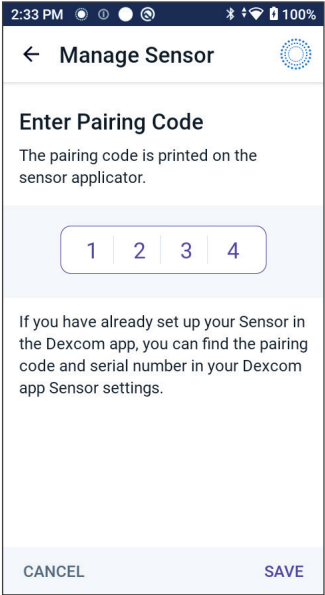 2:33 PM 100%
Manage Sensor
Enter Pairing Code
The pairing code is printed on the
sensor applicator.
1 2 3 4
If you have already set up your Sensor in
the Dexcom app, you can find the pairing
code and serial number in your Dexcom
app Sensor settings.
CANCEL SAVE